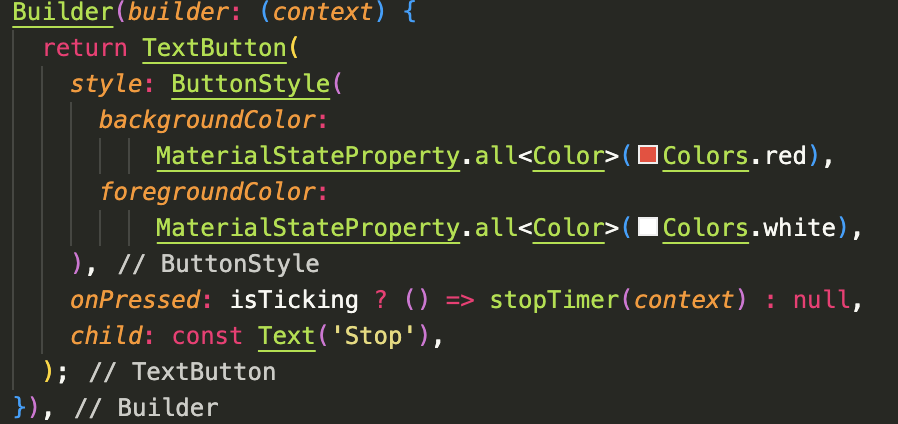 Builder(builder: (context) {
return TextButton(
style: ButtonStyle(
backgroundColor:
MaterialStateProperty.all<Color>(Colors.red),
foregroundColor:
MaterialStateProperty.all<Color>(Colors.white),
), // ButtonStyle
onPressed: isTicking ? () => stopTimer(context) : null,
child: const Text('Stop'),
); // TextButton
}), // Builder